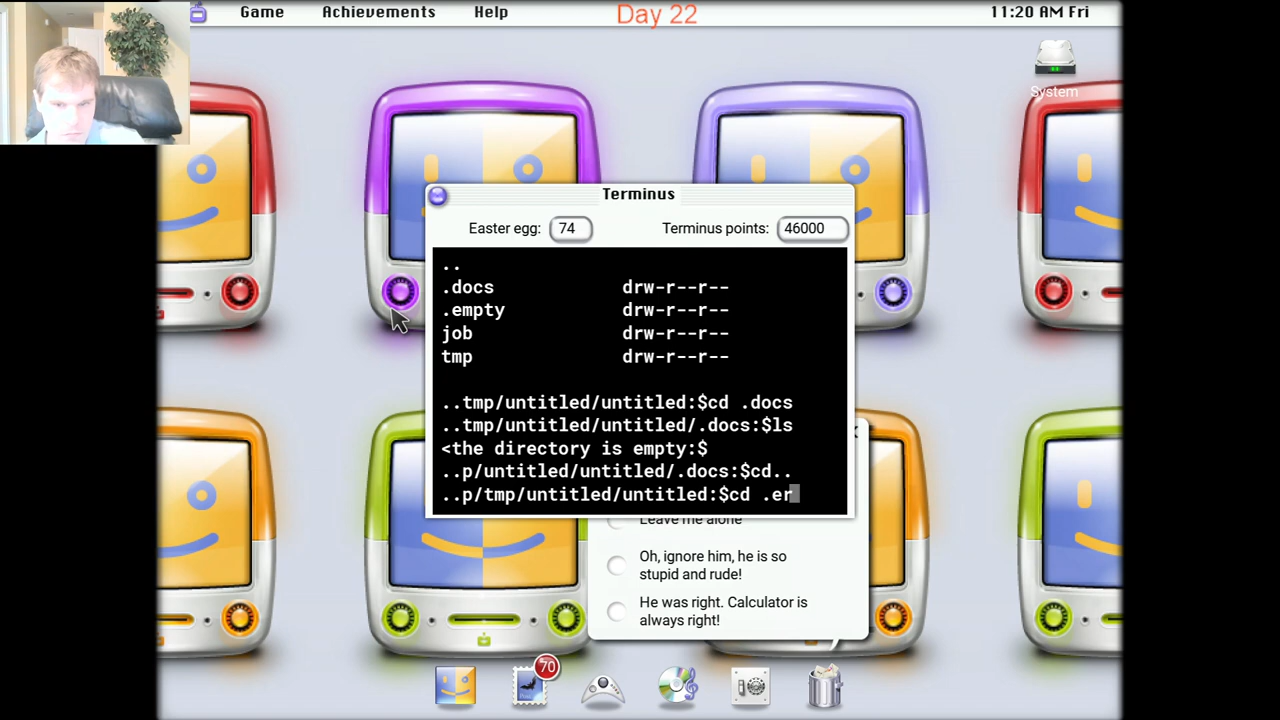 Game Achievements Help Day 22 11:20 AM Fri
System
Terminus
Easter egg: 74 Terminus points: 46000
..
.docs drw-r--r--
.empty drw-r--r--
job drw-r--r--
tmp drw-r--r--
..tmp/untitled/untitled:$cd .docs
..tmp/untitled/untitled/.docs:$ls
<the directory is empty:$
..p/untitled/untitled/.docs:$cd..
..p/tmp/untitled/untitled:$cd .er
Leave me alone
Oh, ignore him, he is so
stupid and rude!
He was right. Calculator is
always right!
70